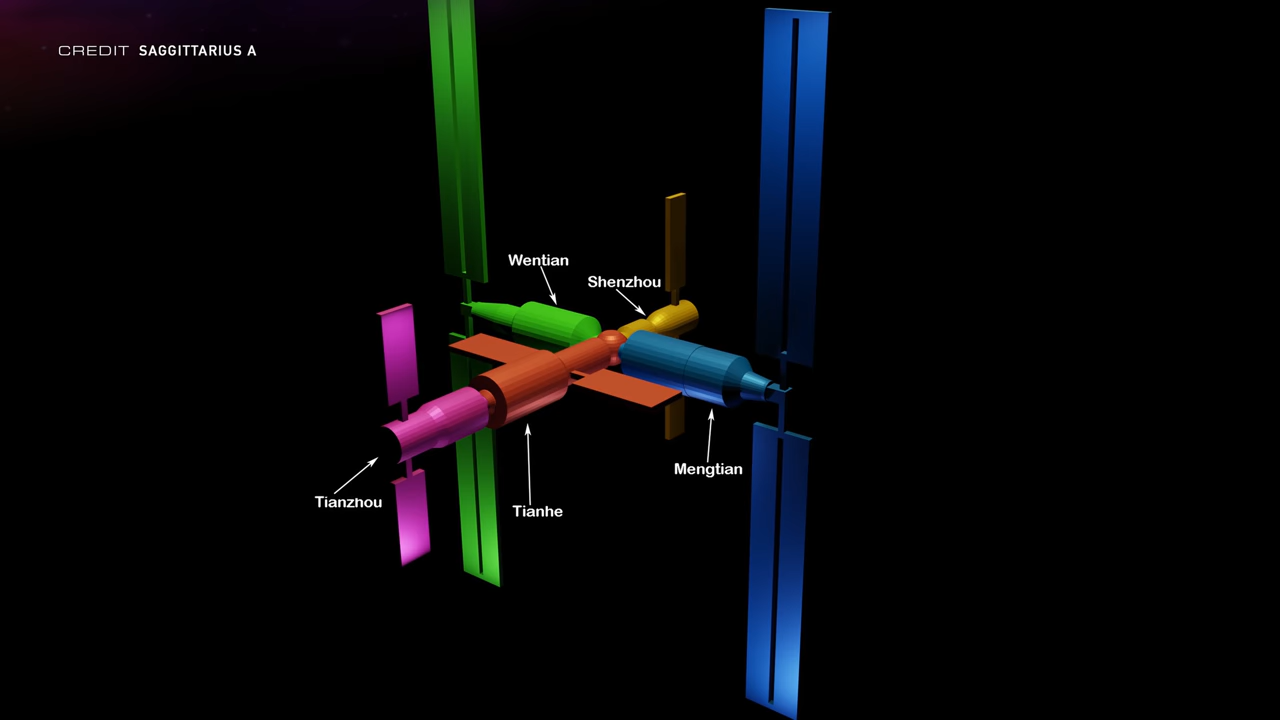 CREDIT SAGGITTARIUS A
Wentian
Shenzhou
Mengtian
Tianzhou
Tianhe